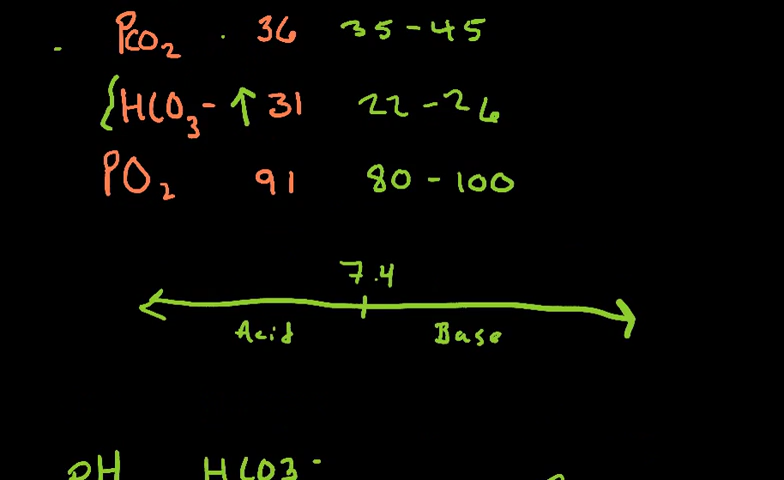 PCO2 36 35-45
HCO3- ↑ 31 22-26
PO2 91 80-100
7.4
Acid Base
pH HCO3-